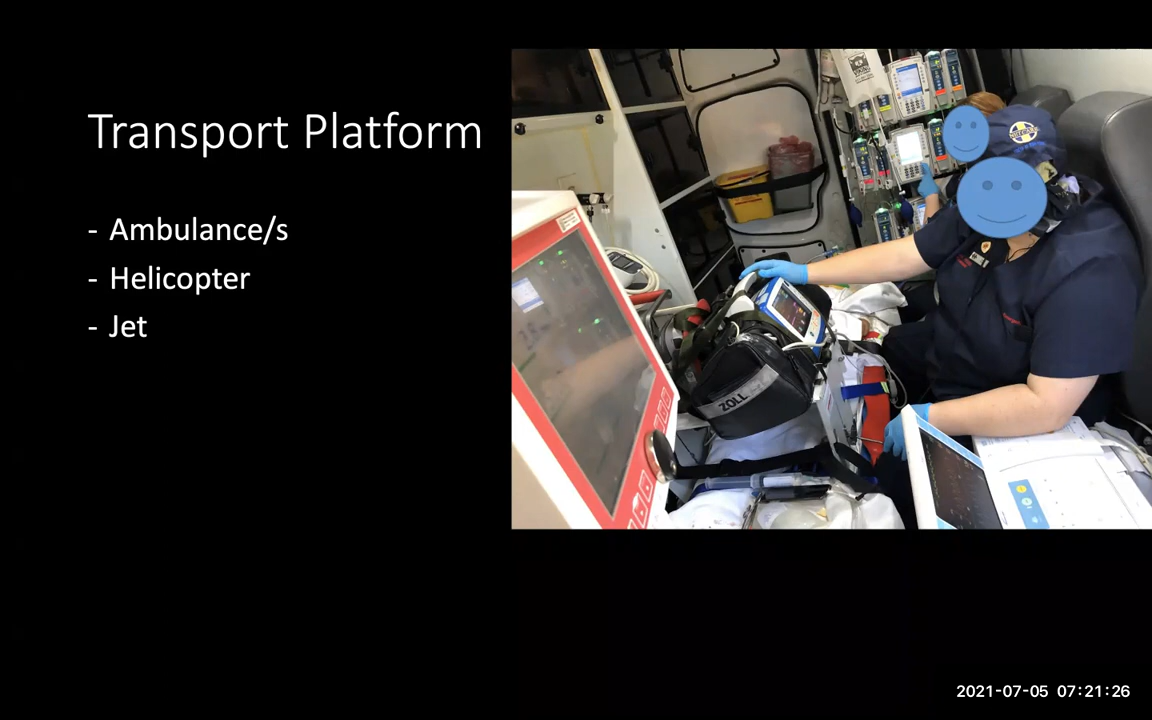 Transport Platform
- Ambulance/s
- Helicopter
- Jet
ZOLL
2021-07-05 07:21:26